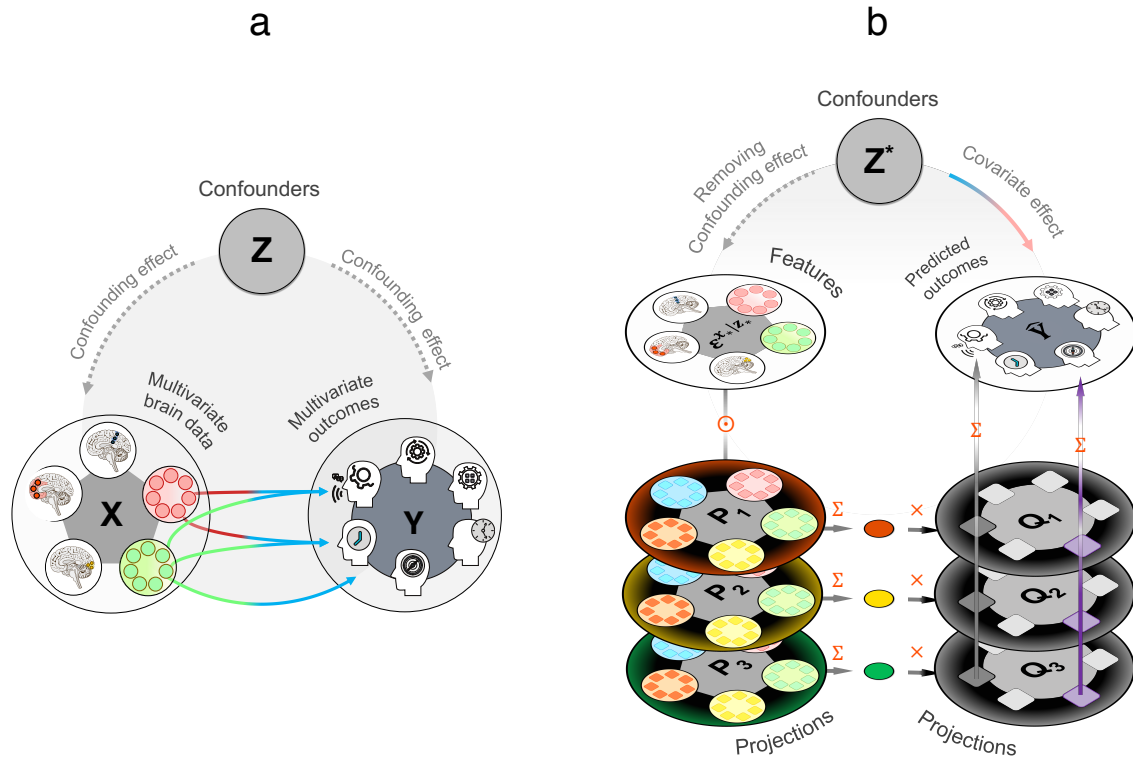 a
b
Confounders
Z
Confounding effect
Confounding effect
Multivariate
brain data
Multivariate
outcomes
X
Y
Confounders
Z*
Removing
Confounding effect
Covariate effect
Features
Predicted
outcomes
εX*|Z*
Ŷ
⊙
Σ
Σ
P1
Σ
×
Q1
P2
Σ
×
Q2
P3
Σ
×
Q3
Projections
Projections